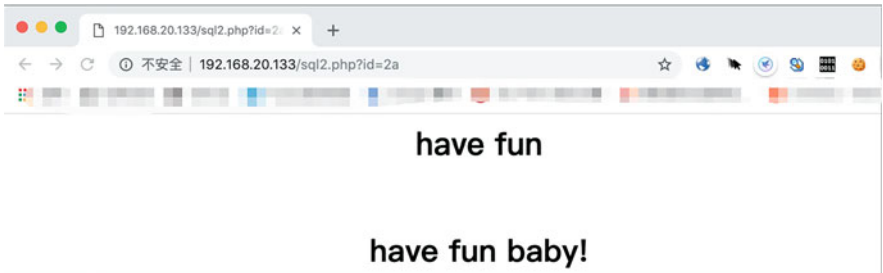 192.168.20.133/sql2.php?id=2
不安全 | 192.168.20.133/sql2.php?id=2a
have fun
have fun baby!